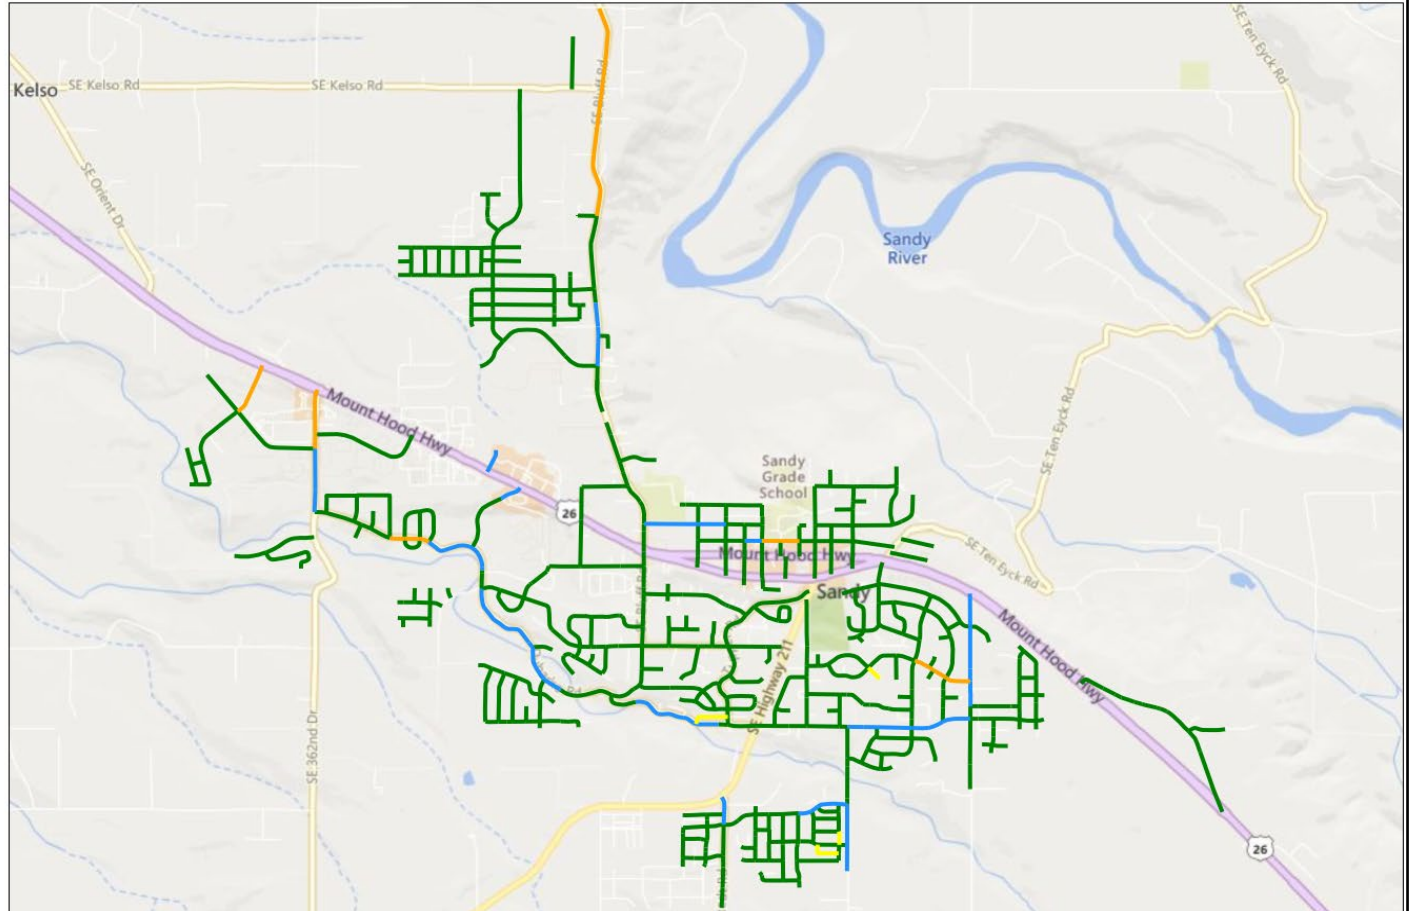 SE Ten Eyck Rd
Kelso
SE Kelso Rd
SE Kelso Rd
SE Bluff Rd
SE Orient Dr
Sandy
River
Mount Hood Hwy
SE Ten Eyck Rd
Sandy
Grade
School
26
SE Ten Eyck Rd
Mount Hood Hwy
Sandy
Mount Hood Hwy
SE Highway 211
SE 362nd Dr
26